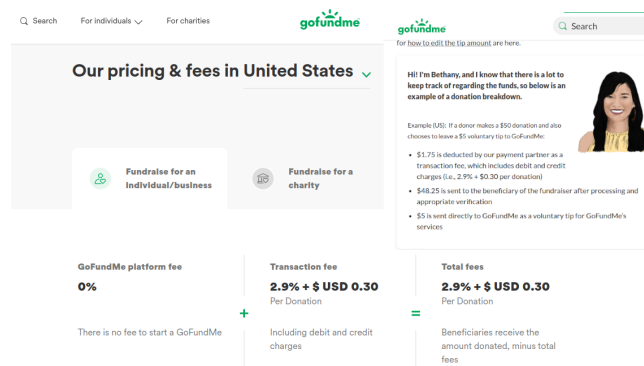 Search
For individuals
For charities
gofundme
Our pricing & fees in United States
Fundraise for an
individual/business
Fundraise for a
charity
GoFundMe platform fee
0%
There is no fee to start a GoFundMe
+
Transaction fee
2.9% + $ USD 0.30
Per Donation
Including debit and credit
charges
=
Total fees
2.9% + $ USD 0.30
Per Donation
Beneficiaries receive the
amount donated, minus total
fees
gofundme
Search
for how to edit the tip amount are here.
Hi! I'm Bethany, and I know that there is a lot to
keep track of regarding the funds, so below is an
example of a donation breakdown.
Example (US): If a donor makes a $50 donation and also
chooses to leave a $5 voluntary tip to GoFundMe:
• $1.75 is deducted by our payment partner as a
transaction fee, which includes debit and credit
charges (i.e., 2.9% + $0.30 per donation)
• $48.25 is sent to the beneficiary of the fundraiser after processing and
appropriate verification
• $5 is sent directly to GoFundMe as a voluntary tip for GoFundMe's
services